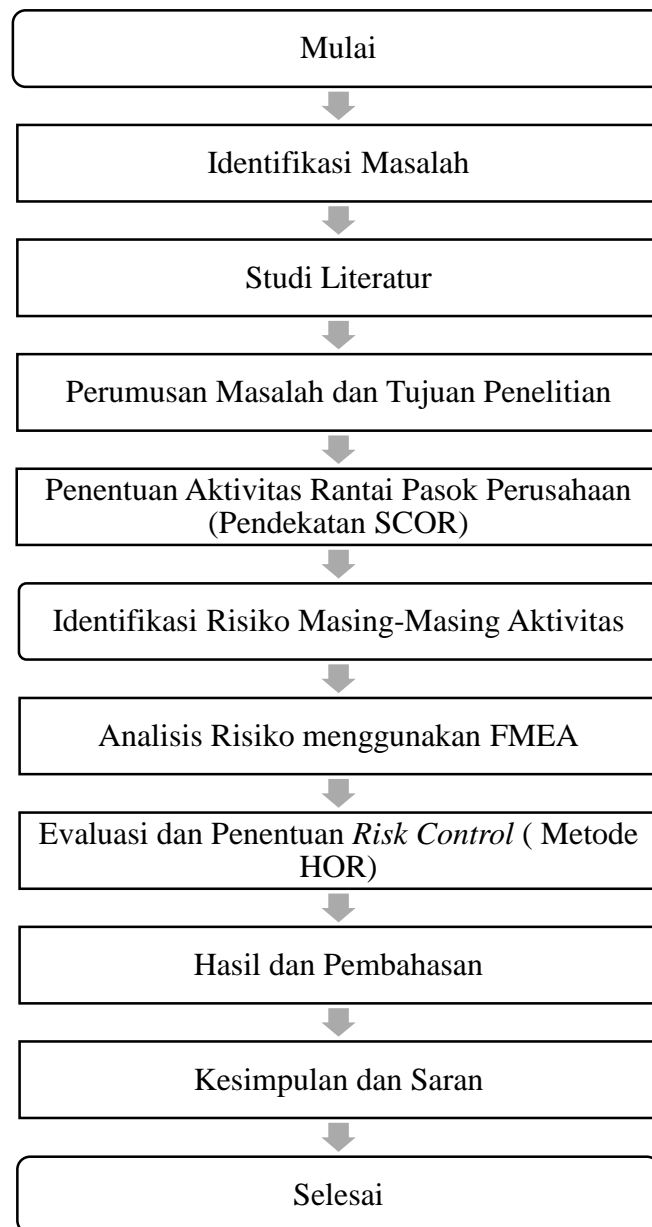 Mulai
Identifikasi Masalah
Studi Literatur
Perumusan Masalah dan Tujuan Penelitian
Penentuan Aktivitas Rantai Pasok Perusahaan
(Pendekatan SCOR)
Identifikasi Risiko Masing-Masing Aktivitas
Analisis Risiko menggunakan FMEA
Evaluasi dan Penentuan Risk Control ( Metode
HOR)
Hasil dan Pembahasan
Kesimpulan dan Saran
Selesai